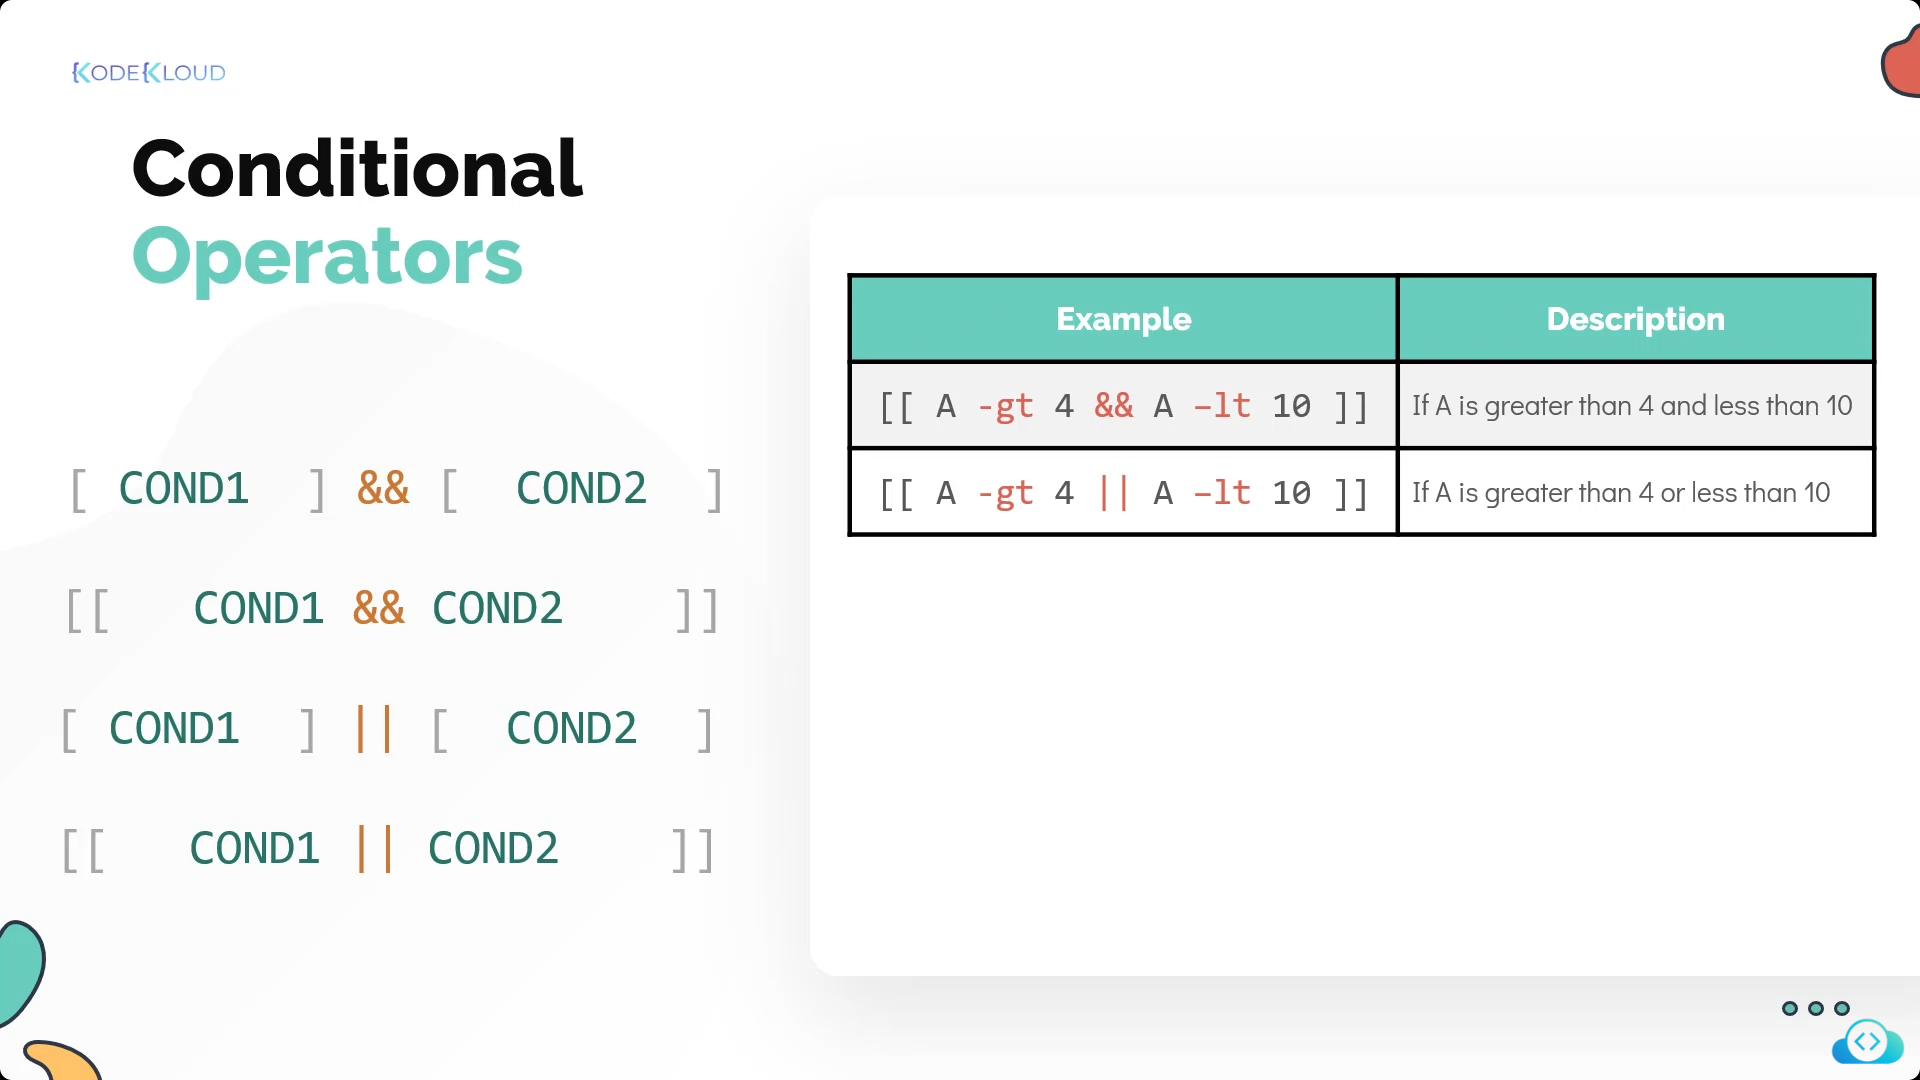 KODEKLOUD
Conditional
Operators
[ COND1 ] && [ COND2 ]
[[ COND1 && COND2 ]]
[ COND1 ] || [ COND2 ]
[[ COND1 || COND2 ]]
Example Description
[[ A -gt 4 && A –lt 10 ]] If A is greater than 4 and less than 10
[[ A -gt 4 || A –lt 10 ]] If A is greater than 4 or less than 10